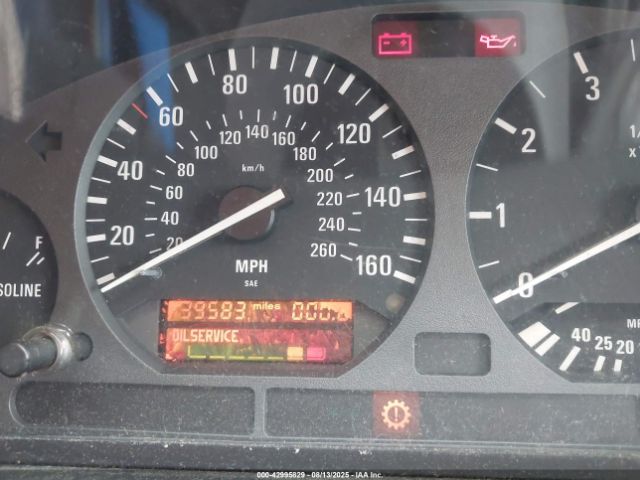 60 80 100 120 140 160
40
20
100 120 140 160 180
80 200
60 220
40 240
20 260
km/h
MPH
SAE
39583 miles
OILSERVICE
F
SOLINE
3
2
1
0
1/
x
MP
40 25 20
000-42995829 - 08/13/2025 - IAA Inc.